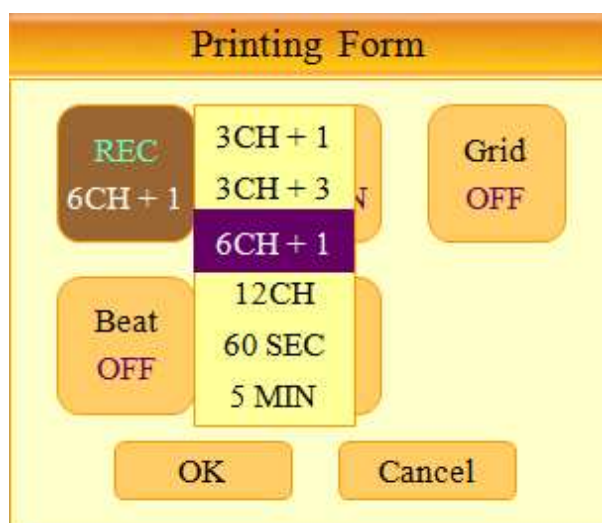 Printing Form
REC
6CH + 1
3CH + 1
3CH + 3
6CH + 1
12CH
60 SEC
5 MIN
Grid
OFF
Beat
OFF
OK
Cancel